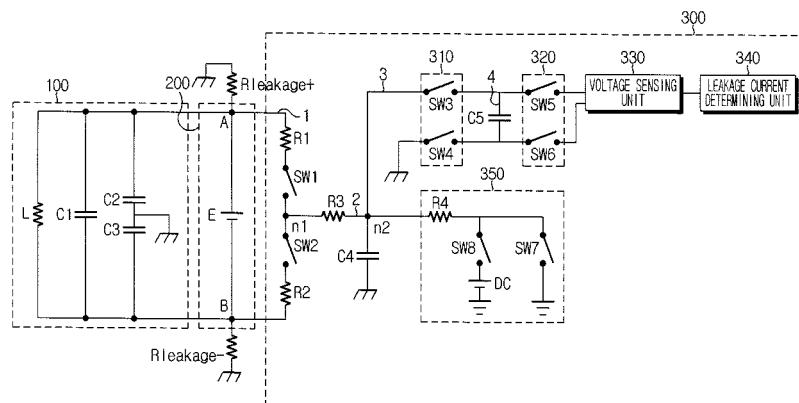 300
310
320
330
340
3
4
SW3
SW5
C5
SW4
SW6
VOLTAGE SENSING
UNIT
LEAKAGE CURRENT
DETERMINING UNIT
100
200
Rleakage+
A
1
R1
SW1
L
C1
C2
C3
E
n1
R3
2
n2
SW2
R2
C4
B
Rleakage-
350
R4
SW8
SW7
DC